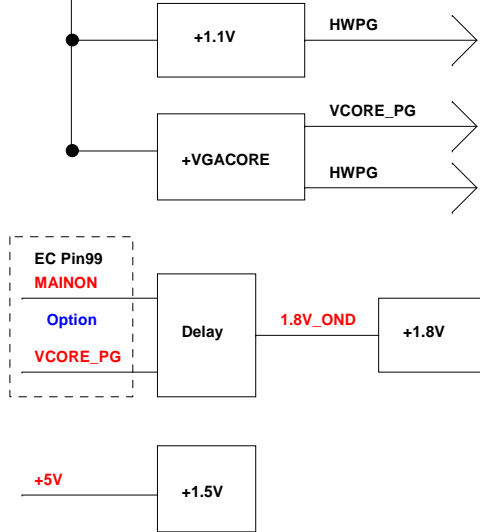 HWPG
+1.1V
VCORE_PG
+VGACORE
HWPG
EC Pin99
MAINON
Option
Delay
1.8V_OND
+1.8V
VCORE_PG
+5V
+1.5V